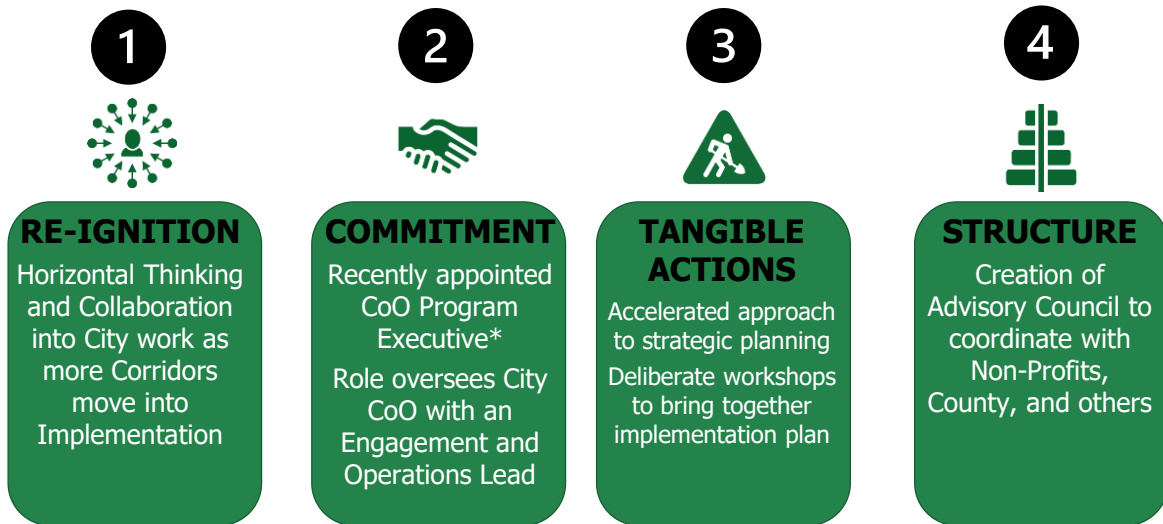 1
RE-IGNITION
Horizontal Thinking
and Collaboration
into City work as
more Corridors
move into
Implementation
2
COMMITMENT
Recently appointed
CoO Program
Executive*
Role oversees City
CoO with an
Engagement and
Operations Lead
3
TANGIBLE
ACTIONS
Accelerated approach
to strategic planning
Deliberate workshops
to bring together
implementation plan
4
STRUCTURE
Creation of
Advisory Council to
coordinate with
Non-Profits,
County, and others